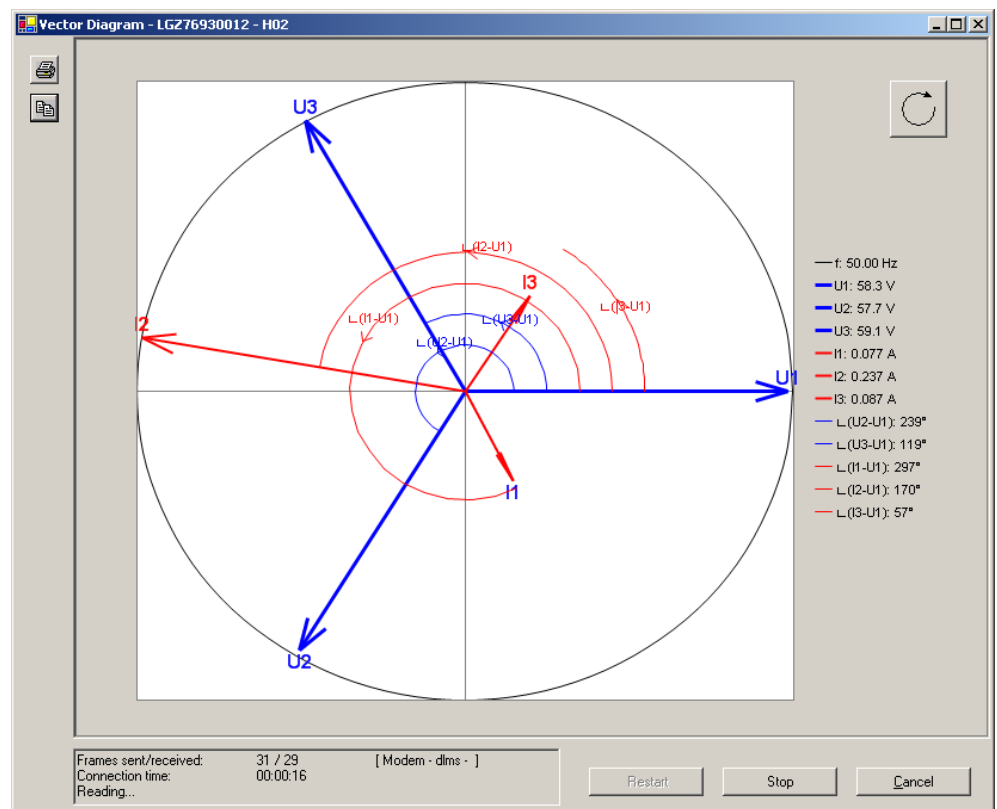 Vector Diagram - LGZ76930012 - H02
U3
∟(I2-U1)
I3
∟(I3-U1)
∟(I1-U1)
∟(U3-U1)
I2
∟(U2-U1)
U1
I1
U2
f: 50.00 Hz
U1: 58.3 V
U2: 57.7 V
U3: 59.1 V
I1: 0.077 A
I2: 0.237 A
I3: 0.087 A
∟(U2-U1): 239°
∟(U3-U1): 119°
∟(I1-U1): 297°
∟(I2-U1): 170°
∟(I3-U1): 57°
Frames sent/received: 31 / 29 [ Modem - dlms - ]
Connection time: 00:00:16
Reading...
Restart Stop Cancel